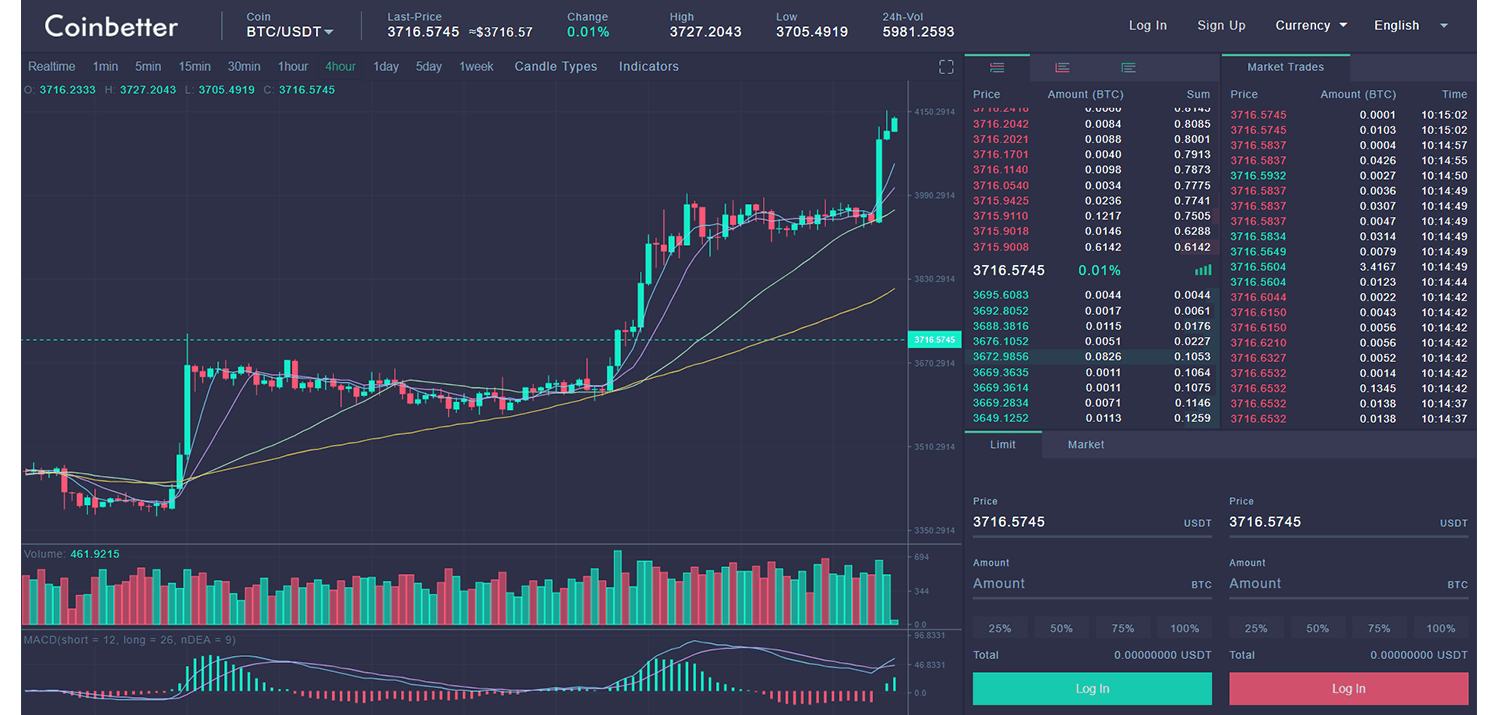 Coinbetter
Coin
BTC/USDT
Last-Price
3716.5745 ≈$3716.57
Change
0.01%
High
3727.2043
Low
3705.4919
24h-Vol
5981.2593
Log In
Sign Up
Currency
English
Realtime 1min 5min 15min 30min 1hour 4hour 1day 5day 1week Candle Types Indicators
O: 3716.2333 H: 3727.2043 L: 3705.4919 C: 3716.5745
4150.2914
3990.2914
3830.2914
3716.5745
3670.2914
3510.2914
3350.2914
Volume: 461.9215
694
344
0.0
MACD(short = 12, long = 26, nDEA = 9)
96.8331
46.8331
0.0
Price Amount (BTC) Sum
3716.2042 0.0084 0.8085
3716.2021 0.0088 0.8001
3716.1701 0.0040 0.7913
3716.1140 0.0098 0.7873
3716.0540 0.0034 0.7775
3715.9425 0.0236 0.7741
3715.9110 0.1217 0.7505
3715.9018 0.0146 0.6288
3715.9008 0.6142 0.6142
3716.5745 0.01%
3695.6083 0.0044 0.0044
3692.8052 0.0017 0.0061
3688.3816 0.0115 0.0176
3676.1052 0.0051 0.0227
3672.9856 0.0826 0.1053
3669.3635 0.0011 0.1064
3669.3614 0.0011 0.1075
3669.2834 0.0071 0.1146
3649.1252 0.0113 0.1259
Market Trades
Price Amount (BTC) Time
3716.5745 0.0001 10:15:02
3716.5745 0.0103 10:15:02
3716.5837 0.0004 10:14:57
3716.5837 0.0426 10:14:55
3716.5932 0.0027 10:14:50
3716.5837 0.0036 10:14:49
3716.5837 0.0307 10:14:49
3716.5837 0.0047 10:14:49
3716.5834 0.0314 10:14:49
3716.5649 0.0079 10:14:49
3716.5604 3.4167 10:14:49
3716.5604 0.0123 10:14:44
3716.6044 0.0022 10:14:42
3716.6150 0.0043 10:14:42
3716.6150 0.0056 10:14:42
3716.6210 0.0056 10:14:42
3716.6327 0.0052 10:14:42
3716.6532 0.0014 10:14:42
3716.6532 0.1345 10:14:42
3716.6532 0.0138 10:14:37
3716.6532 0.0138 10:14:37
Limit Market
Price
3716.5745 USDT
Amount
Amount BTC
25% 50% 75% 100%
Total 0.00000000 USDT
Log In
Price
3716.5745 USDT
Amount
Amount BTC
25% 50% 75% 100%
Total 0.00000000 USDT
Log In